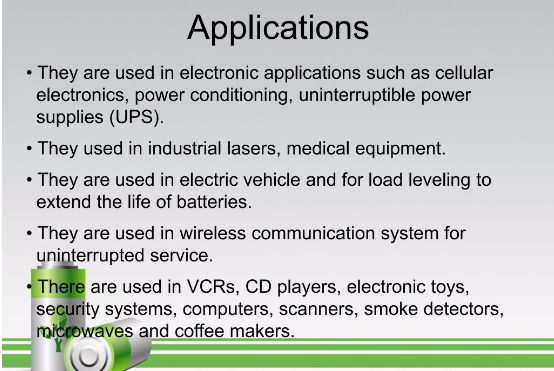 Applications
• They are used in electronic applications such as cellular
electronics, power conditioning, uninterruptible power
supplies (UPS).
• They used in industrial lasers, medical equipment.
• They are used in electric vehicle and for load leveling to
extend the life of batteries.
• They are used in wireless communication system for
uninterrupted service.
• There are used in VCRs, CD players, electronic toys,
security systems, computers, scanners, smoke detectors,
microwaves and coffee makers.